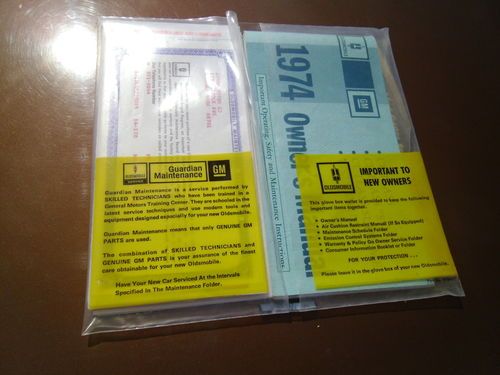 OLDSMOBILE
Guardian
Maintenance
GM
Guardian Maintenance is a service performed by
SKILLED TECHNICIANS who have been trained in
General Motors Training Center. They are schooled in the
latest service techniques and use modern tools and
equipment designed especially for your new Oldsmobile.
Guardian Maintenance means that only GENUINE GM
PARTS are used.
The combination of SKILLED TECHNICIANS and
GENUINE GM PARTS is your assurance of the finest
care obtainable for your new Oldsmobile.
Have Your New Car Serviced At the Intervals
Specified in The Maintenance Folder.
1974 Owner's Manual
Important Operating, Safety and Maintenance Instructions
GM
OLDSMOBILE
IMPORTANT TO
NEW OWNERS
This glove box wallet is provided to keep the following
important items together.
• Owner's Manual
• Air Cushion Restraint Manual (If So Equipped)
• Maintenance Schedule Folder
• Emission Control Systems Folder
• Warranty & Policy On Owner Service Folder
• Consumer Information Booklet or Folder
FOR YOUR PROTECTION ...
Please leave it in the glove box of your new Oldsmobile.